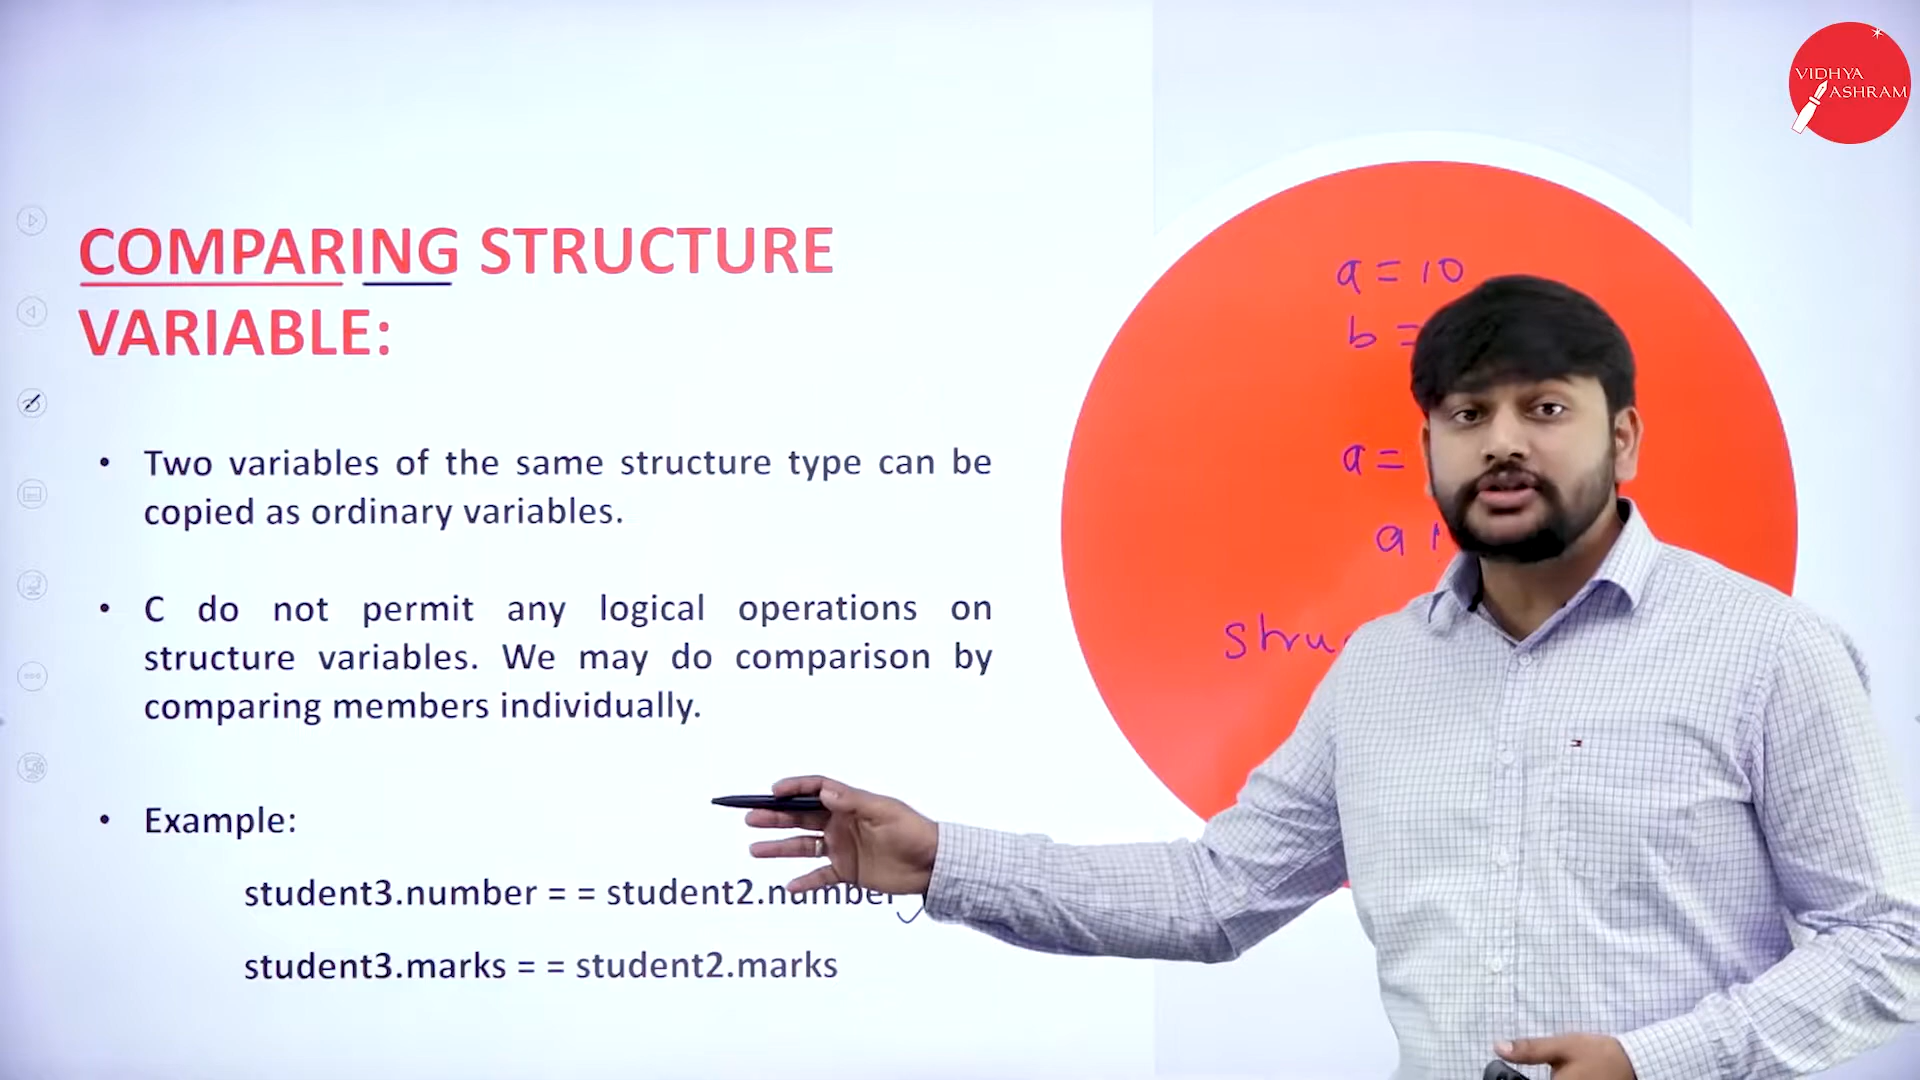 VIDHYA
ASHRAM
COMPARING STRUCTURE
VARIABLE:
• Two variables of the same structure type can be
copied as ordinary variables.
• C do not permit any logical operations on
structure variables. We may do comparison by
comparing members individually.
• Example:
student3.number = = student2.number
student3.marks = = student2.marks
a = 10
b =
a =
a